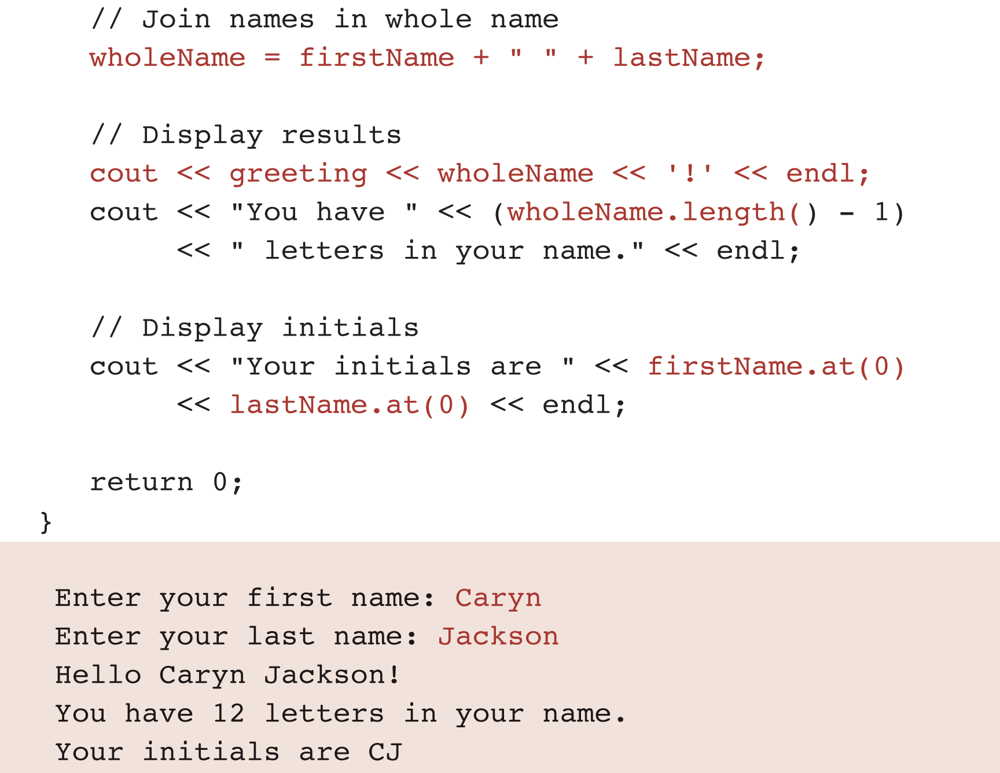 // Join names in whole name
wholeName = firstName + " " + lastName;
// Display results
cout << greeting << wholeName << '!' << endl;
cout << "You have " << (wholeName.length() - 1)
<< " letters in your name." << endl;
// Display initials
cout << "Your initials are " << firstName.at(0)
<< lastName.at(0) << endl;
return 0;
}
Enter your first name: Caryn
Enter your last name: Jackson
Hello Caryn Jackson!
You have 12 letters in your name.
Your initials are CJ